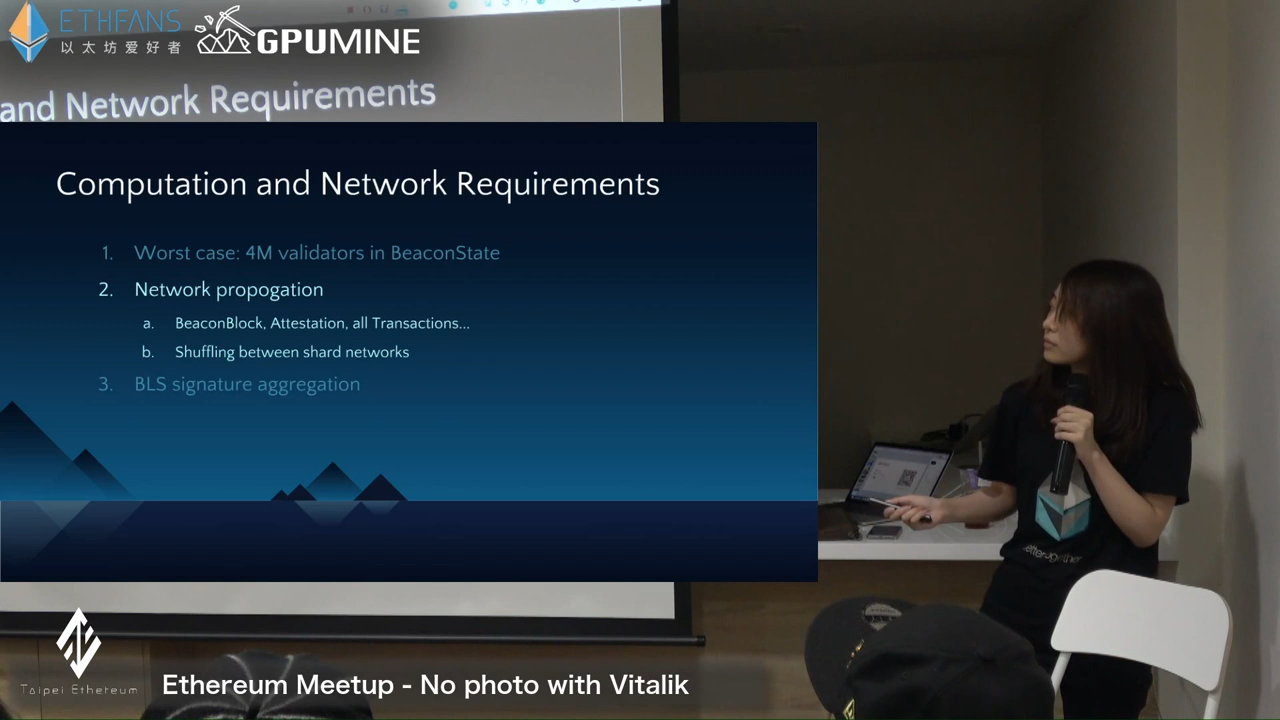 ETHFANS
以太坊爱好者
GPUMINE
and Network Requirements
Computation and Network Requirements
1. Worst case: 4M validators in BeaconState
2. Network propogation
a. BeaconBlock, Attestation, all Transactions...
b. Shuffling between shard networks
3. BLS signature aggregation
Taipei Ethereum
Ethereum Meetup - No photo with Vitalik